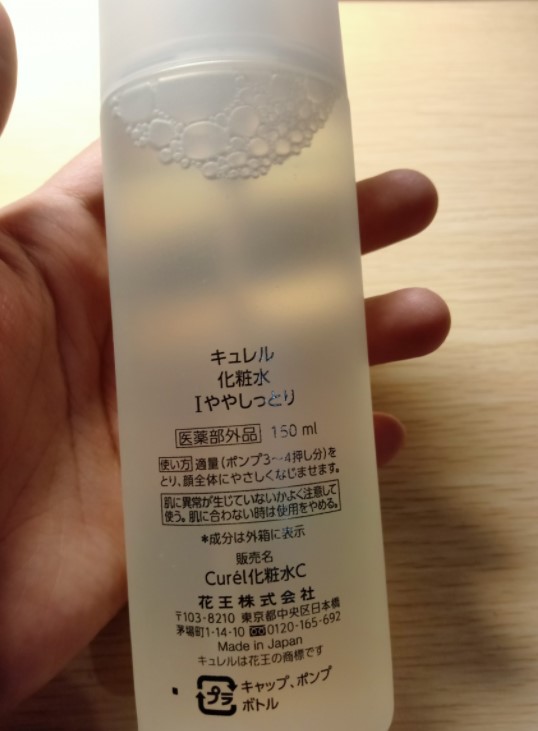 キュレル
化粧水
Iややしっとり
医薬部外品 150 ml
使い方 適量(ポンプ3〜4押し分)を
とり、顔全体にやさしくなじませます。
肌に異常が生じていないかよく注意して
使う。肌に合わない時は使用をやめる。
*成分は外箱に表示
販売名
Curél化粧水C
花王株式会社
〒103-8210 東京都中央区日本橋
茅場町1-14-10 0120-165-692
Made in Japan
キュレルは花王の商標です
プラ キャップ、ポンプ
ボトル